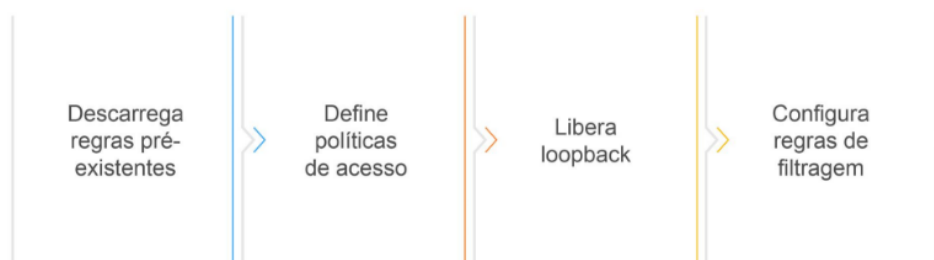 Descarrega
regras pré-
existentes
Define
políticas
de acesso
Libera
loopback
Configura
regras de
filtragem